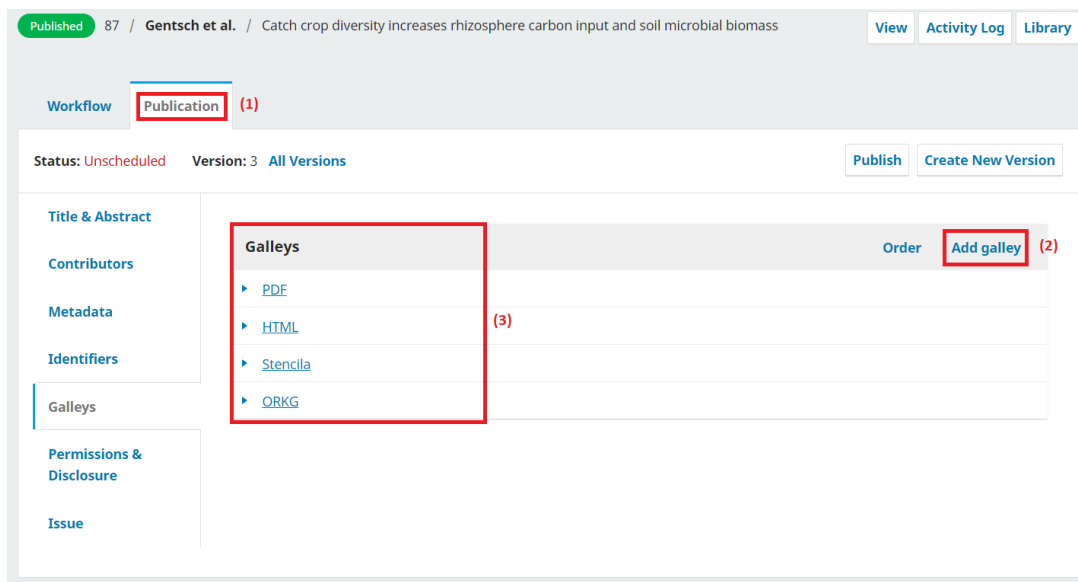 Published 87 / Gentsch et al. / Catch crop diversity increases rhizosphere carbon input and soil microbial biomass View Activity Log Library
Workflow Publication (1)
Status: Unscheduled Version: 3 All Versions Publish Create New Version
Title & Abstract
Contributors
Metadata
Identifiers
Galleys
Permissions &
Disclosure
Issue
Galleys Order Add galley (2)
PDF
HTML
(3)
Stencila
ORKG